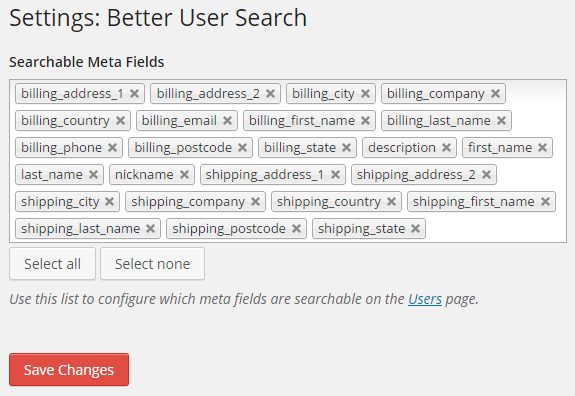 Settings: Better User Search
Searchable Meta Fields
billing_address_1 × billing_address_2 × billing_city × billing_company ×
billing_country × billing_email × billing_first_name × billing_last_name ×
billing_phone × billing_postcode × billing_state × description × first_name ×
last_name × nickname × shipping_address_1 × shipping_address_2 ×
shipping_city × shipping_company × shipping_country × shipping_first_name ×
shipping_last_name × shipping_postcode × shipping_state ×
Select all Select none
Use this list to configure which meta fields are searchable on the Users page.
Save Changes